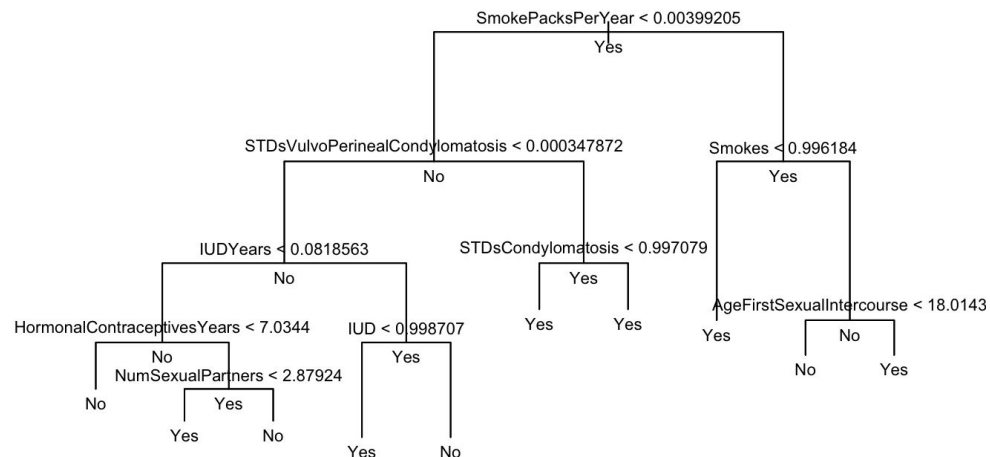 SmokePacksPerYear < 0.00399205
Yes
STDsVulvoPerinealCondylomatosis < 0.000347872
No
Smokes < 0.996184
Yes
IUDYears < 0.0818563
No
STDsCondylomatosis < 0.997079
Yes
Yes
Yes
AgeFirstSexualIntercourse < 18.0143
Yes
No
No
Yes
HormonalContraceptivesYears < 7.0344
No
IUD < 0.998707
Yes
NumSexualPartners < 2.87924
No
Yes
Yes
No
Yes
No